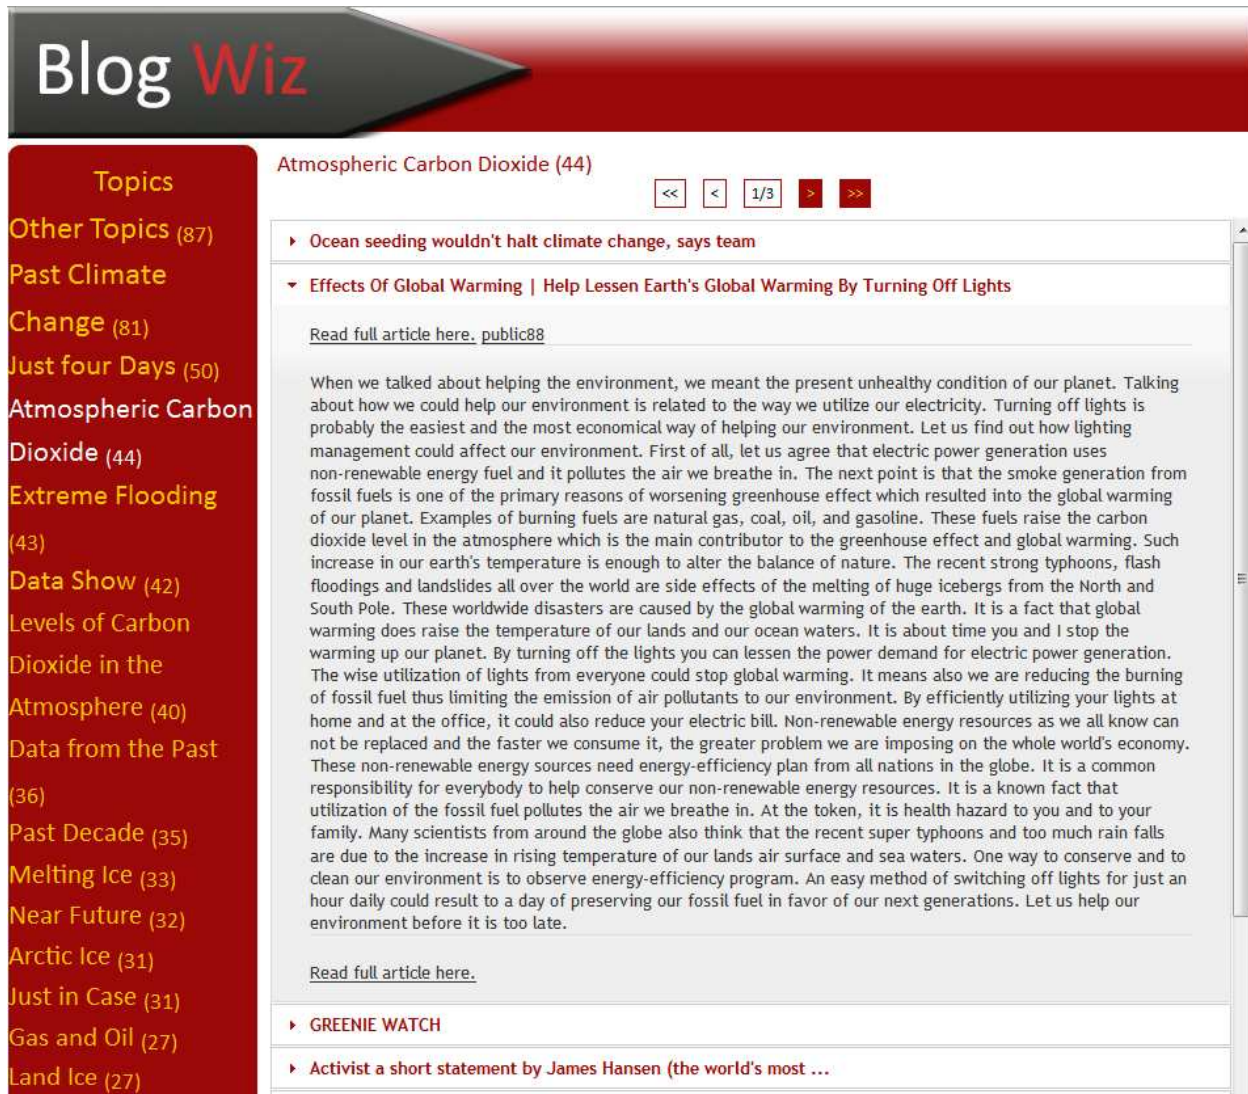 Blog Wiz
Topics
Other Topics (87)
Past Climate
Change (81)
Just four Days (50)
Atmospheric Carbon
Dioxide (44)
Extreme Flooding
(43)
Data Show (42)
Levels of Carbon
Dioxide in the
Atmosphere (40)
Data from the Past
(36)
Past Decade (35)
Melting Ice (33)
Near Future (32)
Arctic Ice (31)
Just in Case (31)
Gas and Oil (27)
Land Ice (27)
Atmospheric Carbon Dioxide (44)
<< < 1/3 > >>
Ocean seeding wouldn't halt climate change, says team
Effects Of Global Warming | Help Lessen Earth's Global Warming By Turning Off Lights
Read full article here. public88
When we talked about helping the environment, we meant the present unhealthy condition of our planet. Talking
about how we could help our environment is related to the way we utilize our electricity. Turning off lights is
probably the easiest and the most economical way of helping our environment. Let us find out how lighting
management could affect our environment. First of all, let us agree that electric power generation uses
non-renewable energy fuel and it pollutes the air we breathe in. The next point is that the smoke generation from
fossil fuels is one of the primary reasons of worsening greenhouse effect which resulted into the global warming
of our planet. Examples of burning fuels are natural gas, coal, oil, and gasoline. These fuels raise the carbon
dioxide level in the atmosphere which is the main contributor to the greenhouse effect and global warming. Such
increase in our earth's temperature is enough to alter the balance of nature. The recent strong typhoons, flash
floodings and landslides all over the world are side effects of the melting of huge icebergs from the North and
South Pole. These worldwide disasters are caused by the global warming of the earth. It is a fact that global
warming does raise the temperature of our lands and our ocean waters. It is about time you and I stop the
warming up our planet. By turning off the lights you can lessen the power demand for electric power generation.
The wise utilization of lights from everyone could stop global warming. It means also we are reducing the burning
of fossil fuel thus limiting the emission of air pollutants to our environment. By efficiently utilizing your lights at
home and at the office, it could also reduce your electric bill. Non-renewable energy resources as we all know can
not be replaced and the faster we consume it, the greater problem we are imposing on the whole world's economy.
These non-renewable energy sources need energy-efficiency plan from all nations in the globe. It is a common
responsibility for everybody to help conserve our non-renewable energy resources. It is a known fact that
utilization of the fossil fuel pollutes the air we breathe in. At the token, it is health hazard to you and to your
family. Many scientists from around the globe also think that the recent super typhoons and too much rain falls
are due to the increase in rising temperature of our lands air surface and sea waters. One way to conserve and to
clean our environment is to observe energy-efficiency program. An easy method of switching off lights for just an
hour daily could result to a day of preserving our fossil fuel in favor of our next generations. Let us help our
environment before it is too late.
Read full article here.
GREENIE WATCH
Activist a short statement by James Hansen (the world's most ...